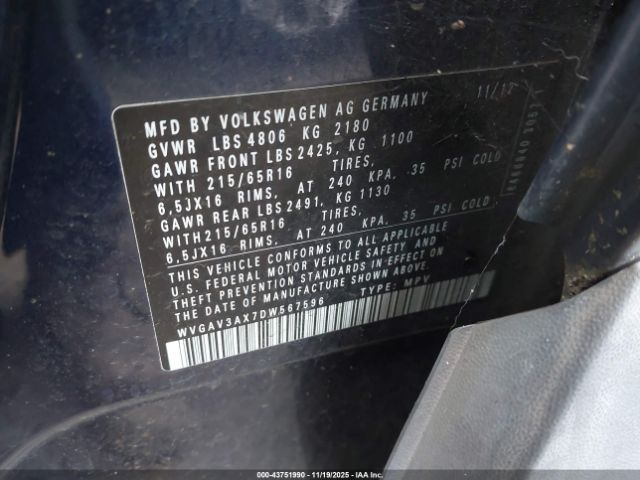 MFD BY VOLKSWAGEN AG GERMANY
GVWR LBS 4806 KG 2180
GAWR FRONT LBS 2425, KG 1100
WITH 215/65R16 TIRES,
6,5JX16 RIMS, AT 240 KPA, 35 PSI COLD
GAWR REAR LBS 2491, KG 1130
WITH215/65R16 TIRES,
6,5JX16 RIMS, AT 240 KPA, 35 PSI COLD
THIS VEHICLE CONFORMS TO ALL APPLICABLE
U.S. FEDERAL MOTOR VEHICLE SAFETY AND
THEFT PREVENTION STANDARDS IN EFFECT ON
THE DATE OF MANUFACTURE SHOWN ABOVE.
WVGAV3AX7DW567596 TYPE: MPV
000-43751990 - 11/19/2025 - IAAI, Inc.